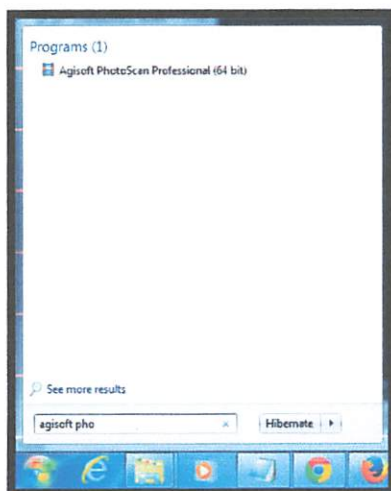 Programs (1)
Agisoft PhotoScan Professional (64 bit)
See more results
agisoft pho
Hibernate